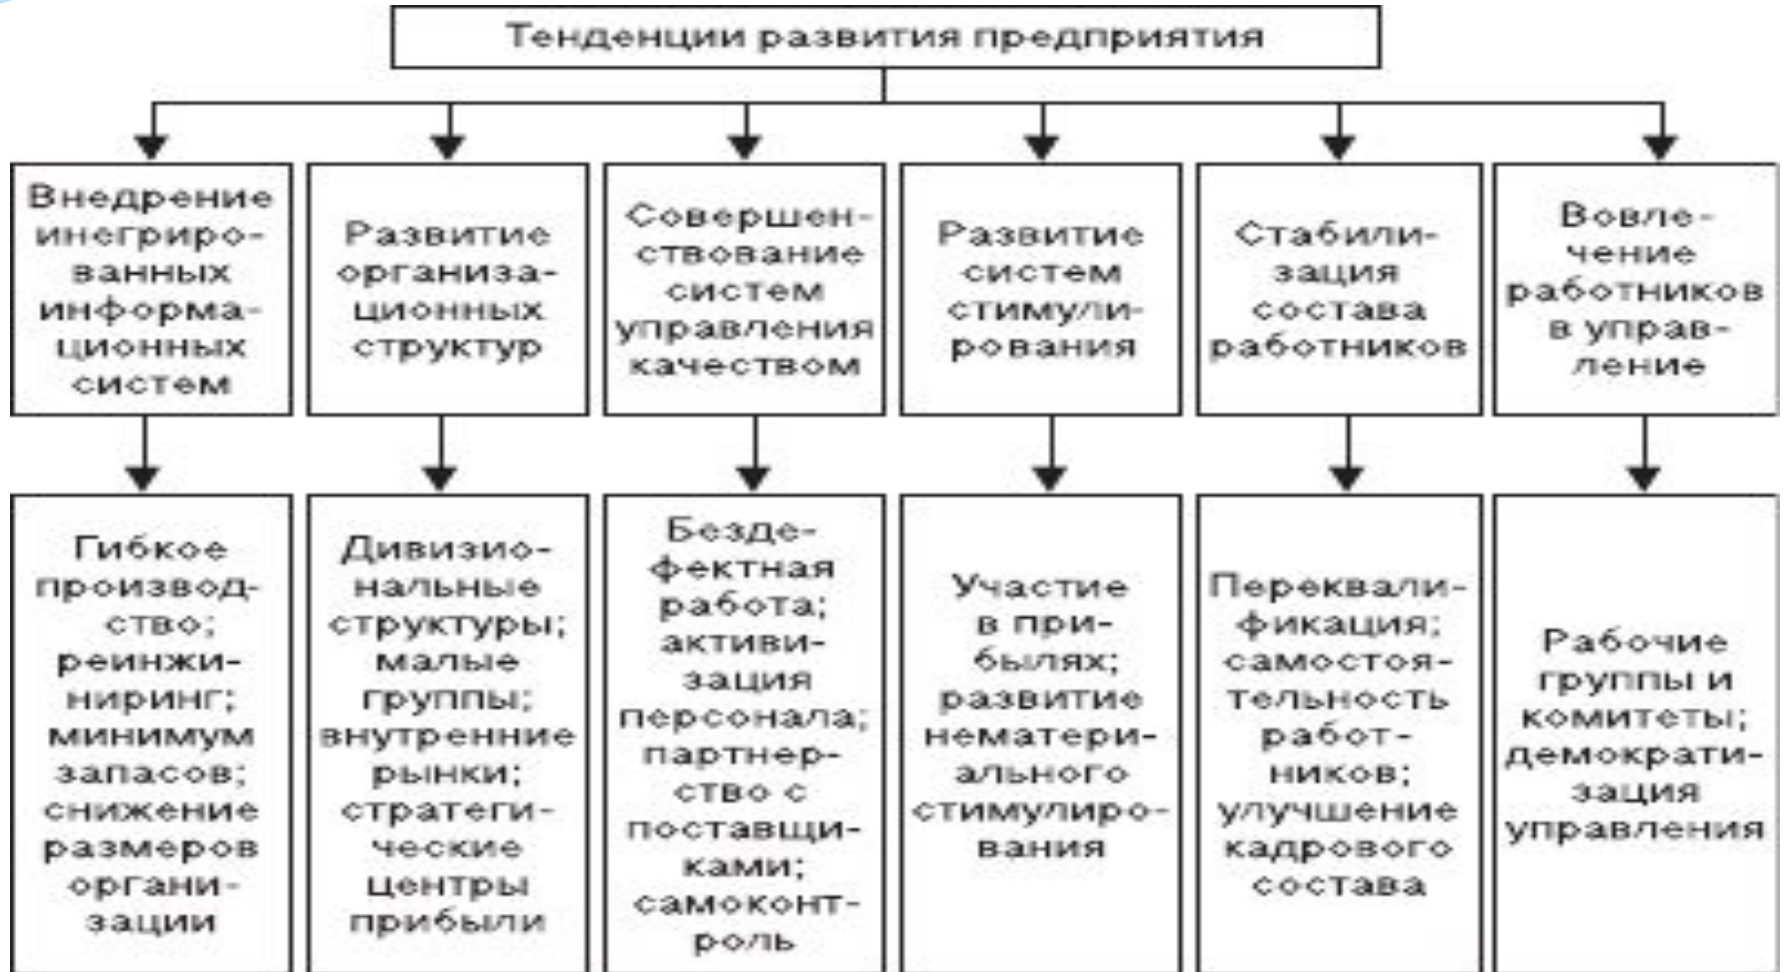 Тенденции развития предприятия
Внедрение
инегриро-
ванных
информа-
ционных
систем
Развитие
организа-
ционных
структур
Совершен-
ствование
систем
управления
качеством
Развитие
систем
стимули-
рования
Стабили-
зация
состава
работников
Вовле-
чение
работников
в управ-
ление
Гибкое
производ-
ство;
реинжи-
ниринг;
минимум
запасов;
снижение
размеров
органи-
зации
Дивизио-
нальные
структуры;
малые
группы;
внутренние
рынки;
стратеги-
ческие
центры
прибыли
Безде-
фектная
работа;
активи-
зация
персонала;
партнер-
ство с
поставщи-
ками;
самоконт-
роль
Участие
в при-
былях;
развитие
нематери-
ального
стимулиро-
вания
Переквали-
фикация;
самостоя-
тельность
работ-
ников;
улучшение
кадрового
состава
Рабочие
группы и
комитеты;
демократи-
зация
управления